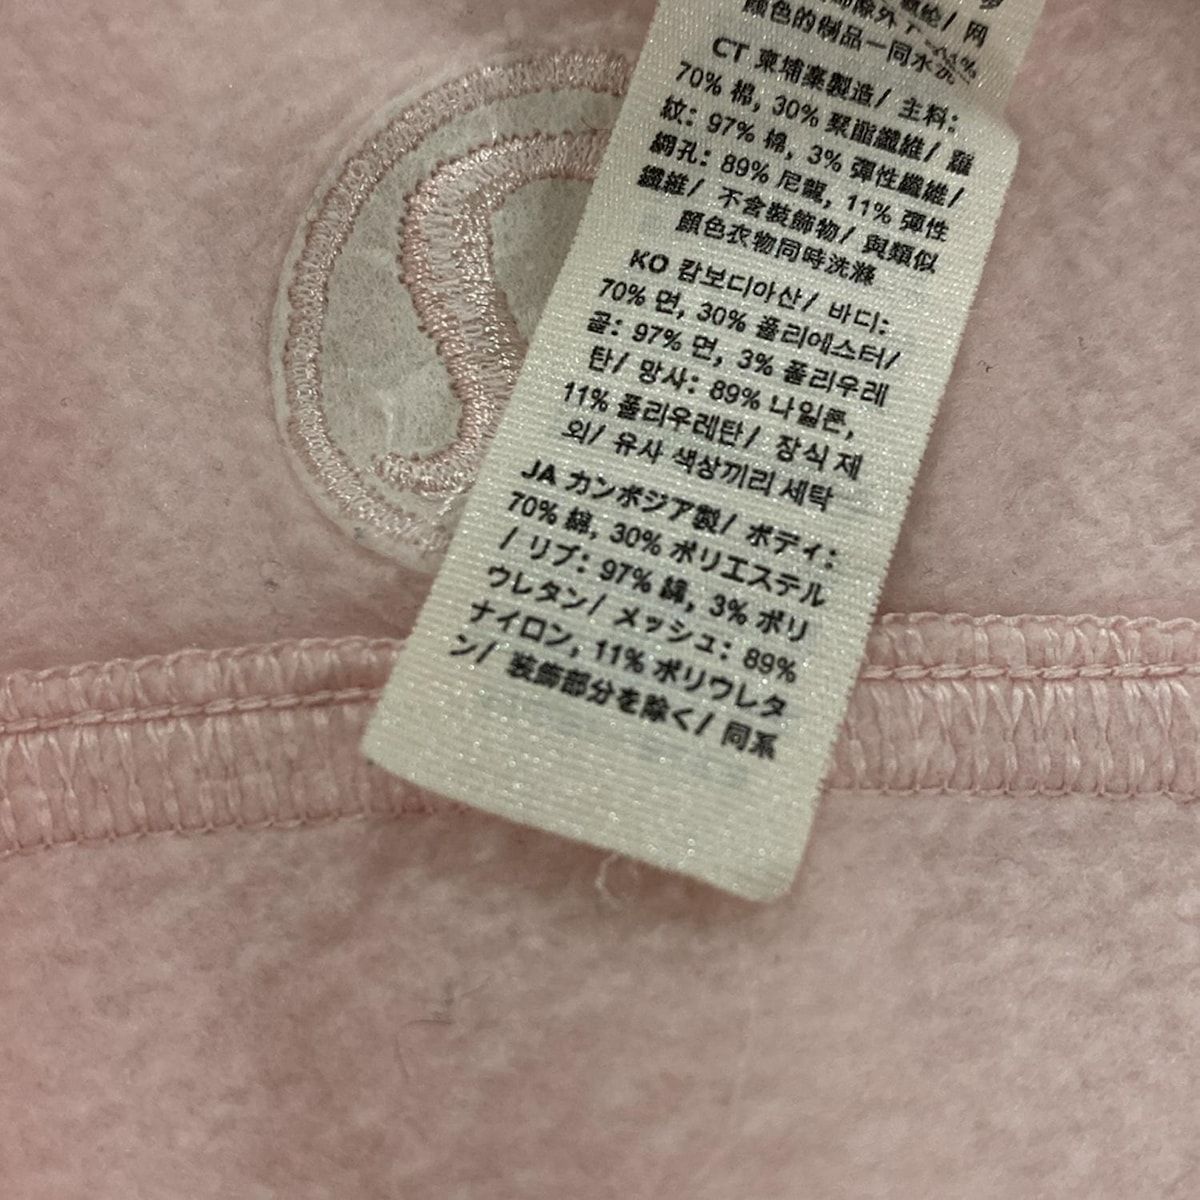 颜色的制品一同水洗
CT 柬埔寨製造/ 主料:
70% 棉, 30% 聚酯纖維/ 羅
紋: 97% 棉, 3% 彈性纖維/
網孔: 89% 尼龍, 11% 彈性
纖維/ 不含裝飾物/ 與類似
顏色衣物同時洗滌
KO 캄보디아산/ 바디:
70% 면, 30% 폴리에스터/
골: 97% 면, 3% 폴리우레
탄/ 망사: 89% 나일론,
11% 폴리우레탄/ 장식 제
외/ 유사 색상끼리 세탁
JA カンボジア製/ ボディ:
70% 綿, 30% ポリエステル
/ リブ: 97% 綿, 3% ポリ
ウレタン/ メッシュ: 89%
ナイロン, 11% ポリウレタ
ン/ 装飾部分を除く/ 同系